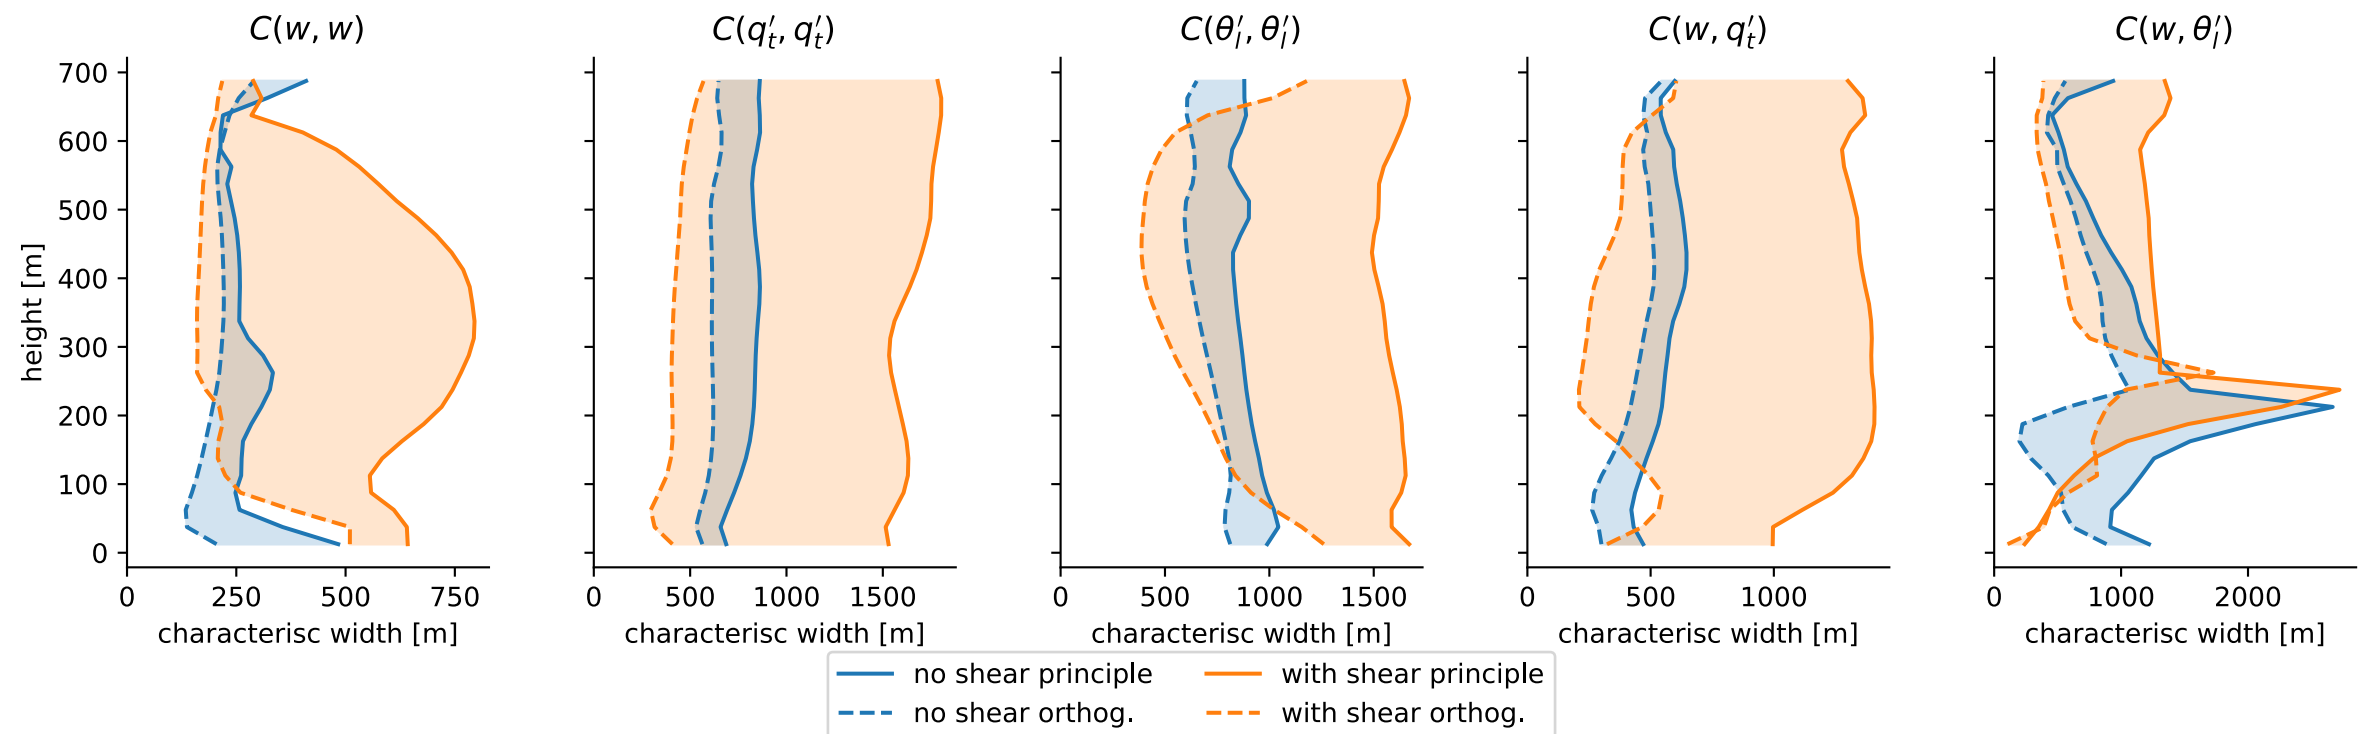 C(w, w)
C(q′ₜ, q′ₜ)
C(θ′ₗ, θ′ₗ)
C(w, q′ₜ)
C(w, θ′ₗ)
height [m]
700
600
500
400
300
200
100
0
0 250 500 750
0 500 1000 1500
0 500 1000 1500
0 500 1000
0 1000 2000
characterisc width [m]
characterisc width [m]
characterisc width [m]
characterisc width [m]
characterisc width [m]
no shear principle
no shear orthog.
with shear principle
with shear orthog.